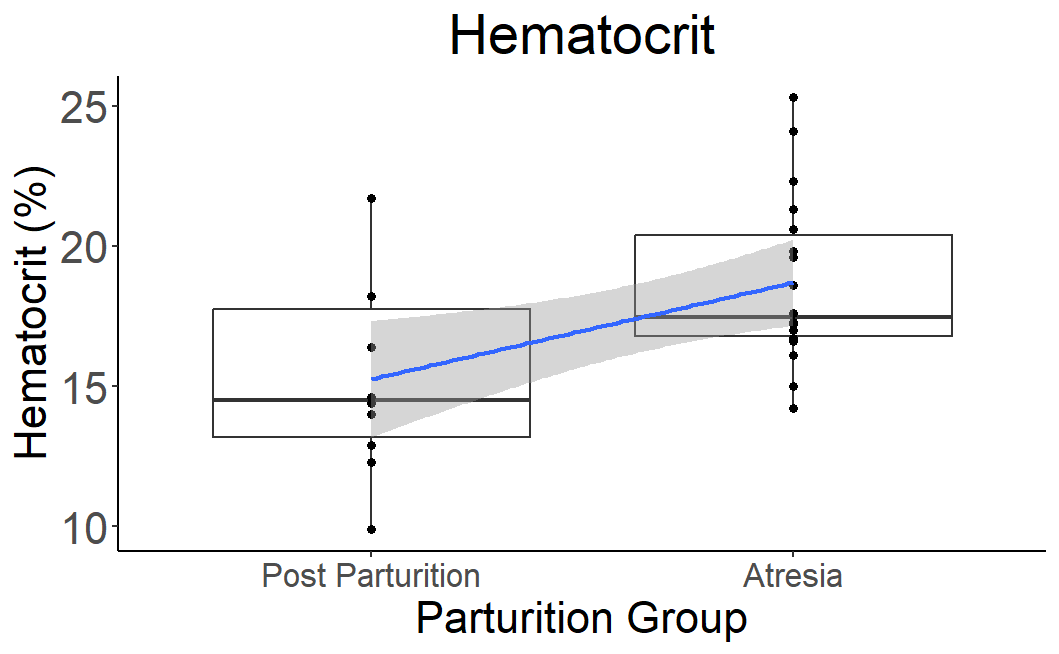 Hematocrit
Hematocrit (%)
25
20
15
10
Post Parturition Atresia
Parturition Group